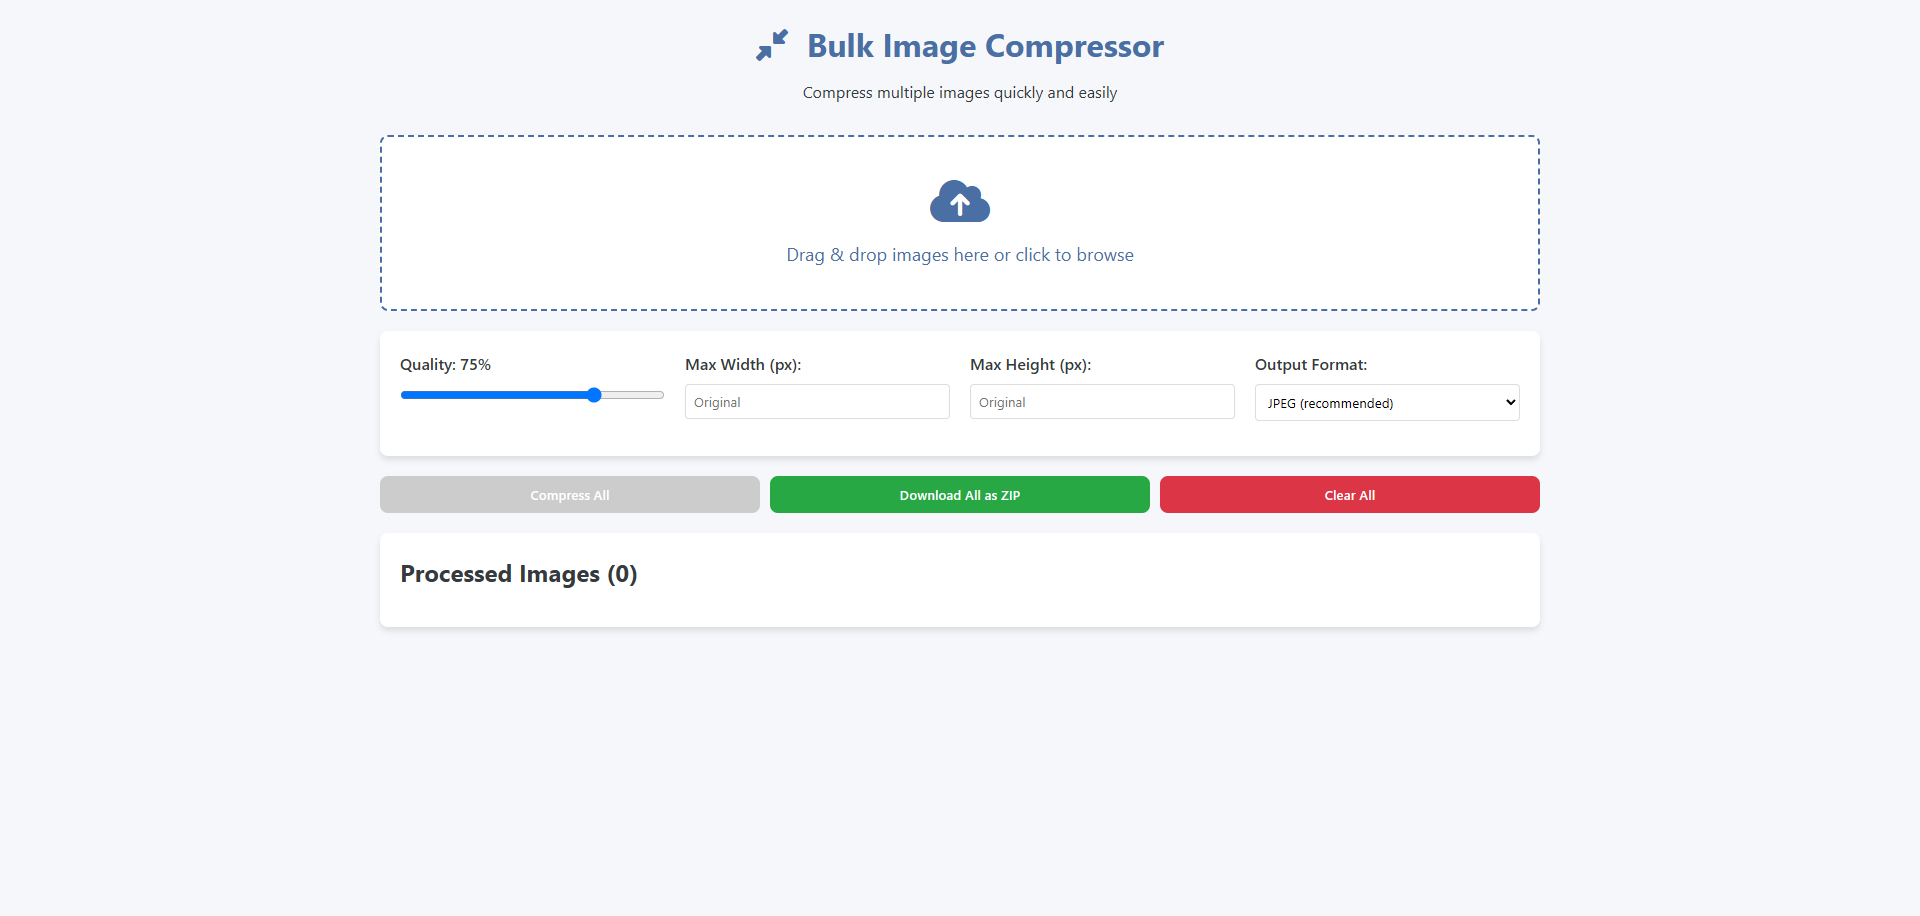 Bulk Image Compressor
Compress multiple images quickly and easily
Drag & drop images here or click to browse
Quality: 75%
Max Width (px):
Max Height (px):
Output Format:
Original
Original
JPEG (recommended)
Compress All
Download All as ZIP
Clear All
Processed Images (0)